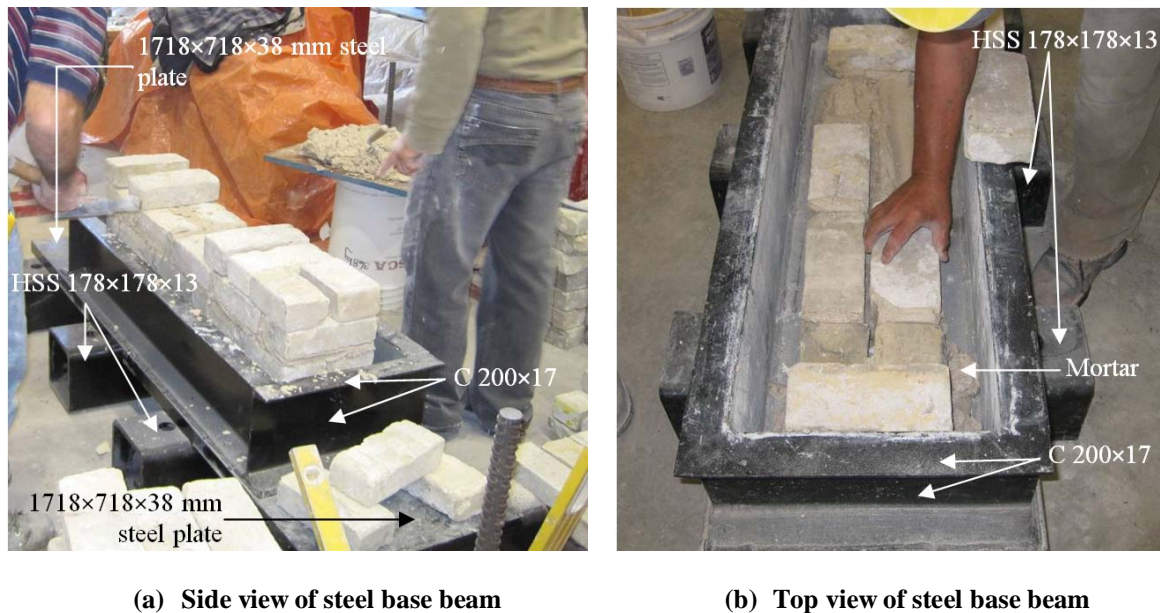 1718×718×38 mm steel
plate
HSS 178×178×13
C 200×17
1718×718×38 mm
steel plate
HSS 178×178×13
Mortar
C 200×17
(a) Side view of steel base beam
(b) Top view of steel base beam